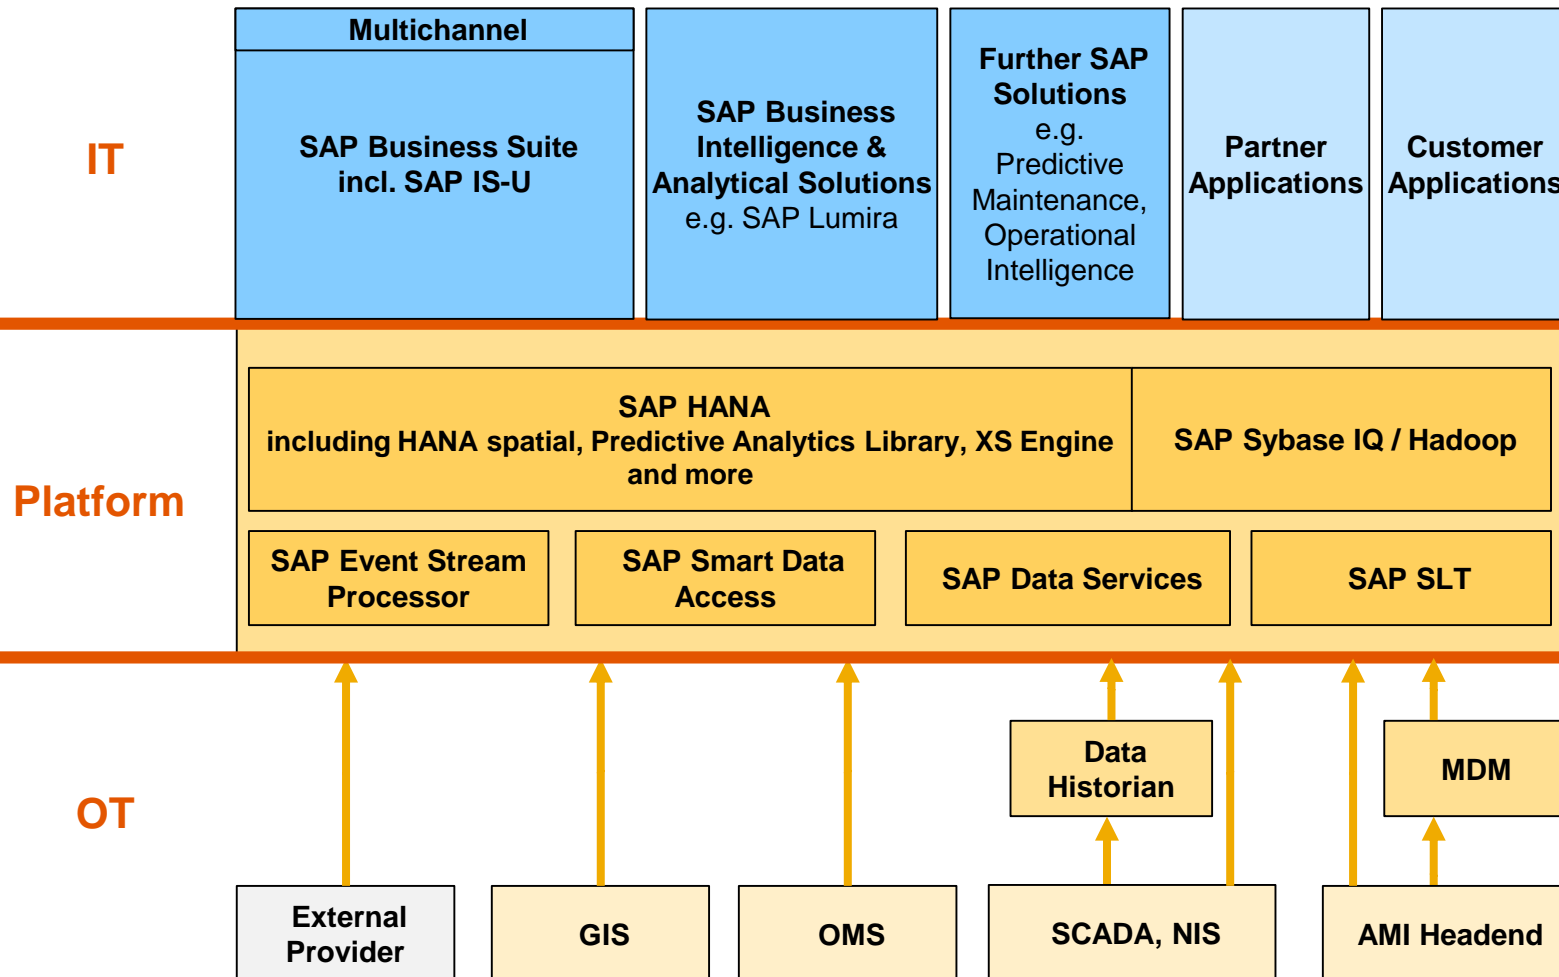 Multichannel
IT
SAP Business Suite
incl. SAP IS-U
SAP Business
Intelligence &
Analytical Solutions
e.g. SAP Lumira
Further SAP
Solutions
e.g.
Predictive
Maintenance,
Operational
Intelligence
Partner
Applications
Customer
Applications
Platform
SAP HANA
including HANA spatial, Predictive Analytics Library, XS Engine
and more
SAP Sybase IQ / Hadoop
SAP Event Stream
Processor
SAP Smart Data
Access
SAP Data Services
SAP SLT
OT
Data
Historian
MDM
External
Provider
GIS
OMS
SCADA, NIS
AMI Headend